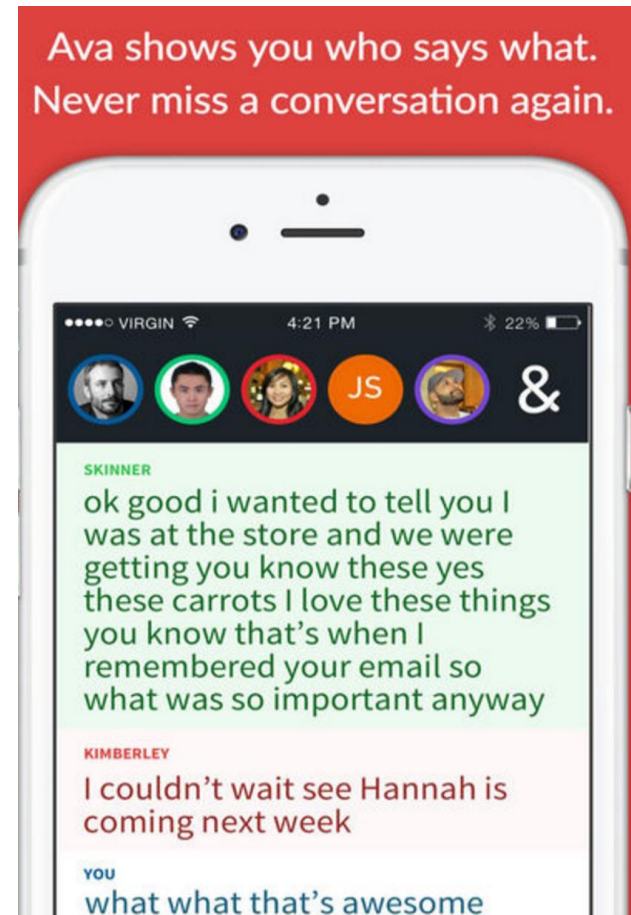 Ava shows you who says what.
Never miss a conversation again.
VIRGIN 4:21 PM 22%
JS &
SKINNER
ok good i wanted to tell you I
was at the store and we were
getting you know these yes
these carrots I love these things
you know that's when I
remembered your email so
what was so important anyway
KIMBERLEY
I couldn't wait see Hannah is
coming next week
YOU
what what that's awesome